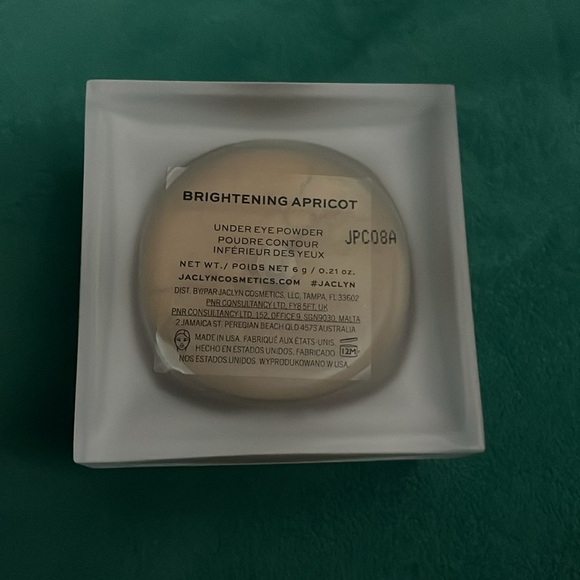 BRIGHTENING APRICOT
UNDER EYE POWDER
POUDRE CONTOUR
INFÉRIEUR DES YEUX
JPC08A
NET WT./ POIDS NET 6 g / 0.21 oz.
JACLYNCOSMETICS.COM #JACLYN
DIST. BY/PAR JACLYN COSMETICS, LLC, TAMPA, FL 33602
PNR CONSULTANCY LTD, FY8 5FT, UK
PNR CONSULTANCY LTD, 152, OFFICE 9, SGN9030, MALTA
2 JAMAICA ST. PEREGIAN BEACH QLD 4573 AUSTRALIA
MADE IN USA. FABRIQUÉ AUX ÉTATS-UNIS.
HECHO EN ESTADOS UNIDOS. FABRICADO
12M
NOS ESTADOS UNIDOS. WYPRODUKOWANO W USA.